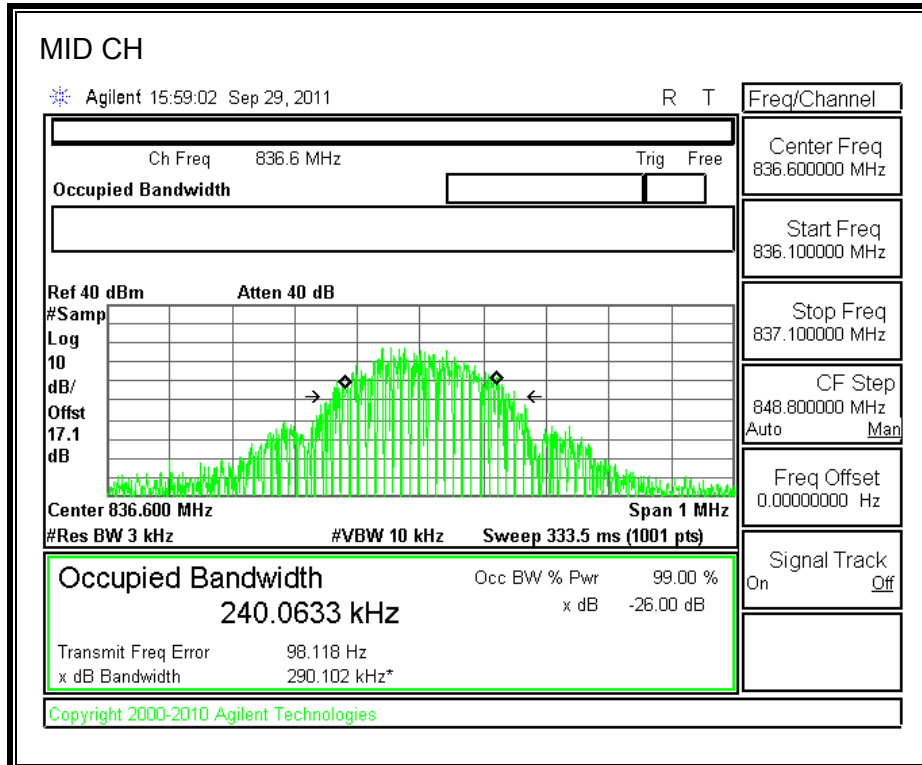 MID CH
Agilent 15:59:02 Sep 29, 2011 R T
Ch Freq 836.6 MHz Trig Free
Occupied Bandwidth
Ref 40 dBm Atten 40 dB
#Samp
Log
10
dB/
Offst
17.1
dB
Center 836.600 MHz Span 1 MHz
#Res BW 3 kHz #VBW 10 kHz Sweep 333.5 ms (1001 pts)
Occupied Bandwidth Occ BW % Pwr 99.00 %
240.0633 kHz x dB -26.00 dB
Transmit Freq Error 98.118 Hz
x dB Bandwidth 290.102 kHz*
Copyright 2000-2010 Agilent Technologies
Freq/Channel
Center Freq
836.600000 MHz
Start Freq
836.100000 MHz
Stop Freq
837.100000 MHz
CF Step
848.800000 MHz
Auto Man
Freq Offset
0.00000000 Hz
Signal Track
On Off